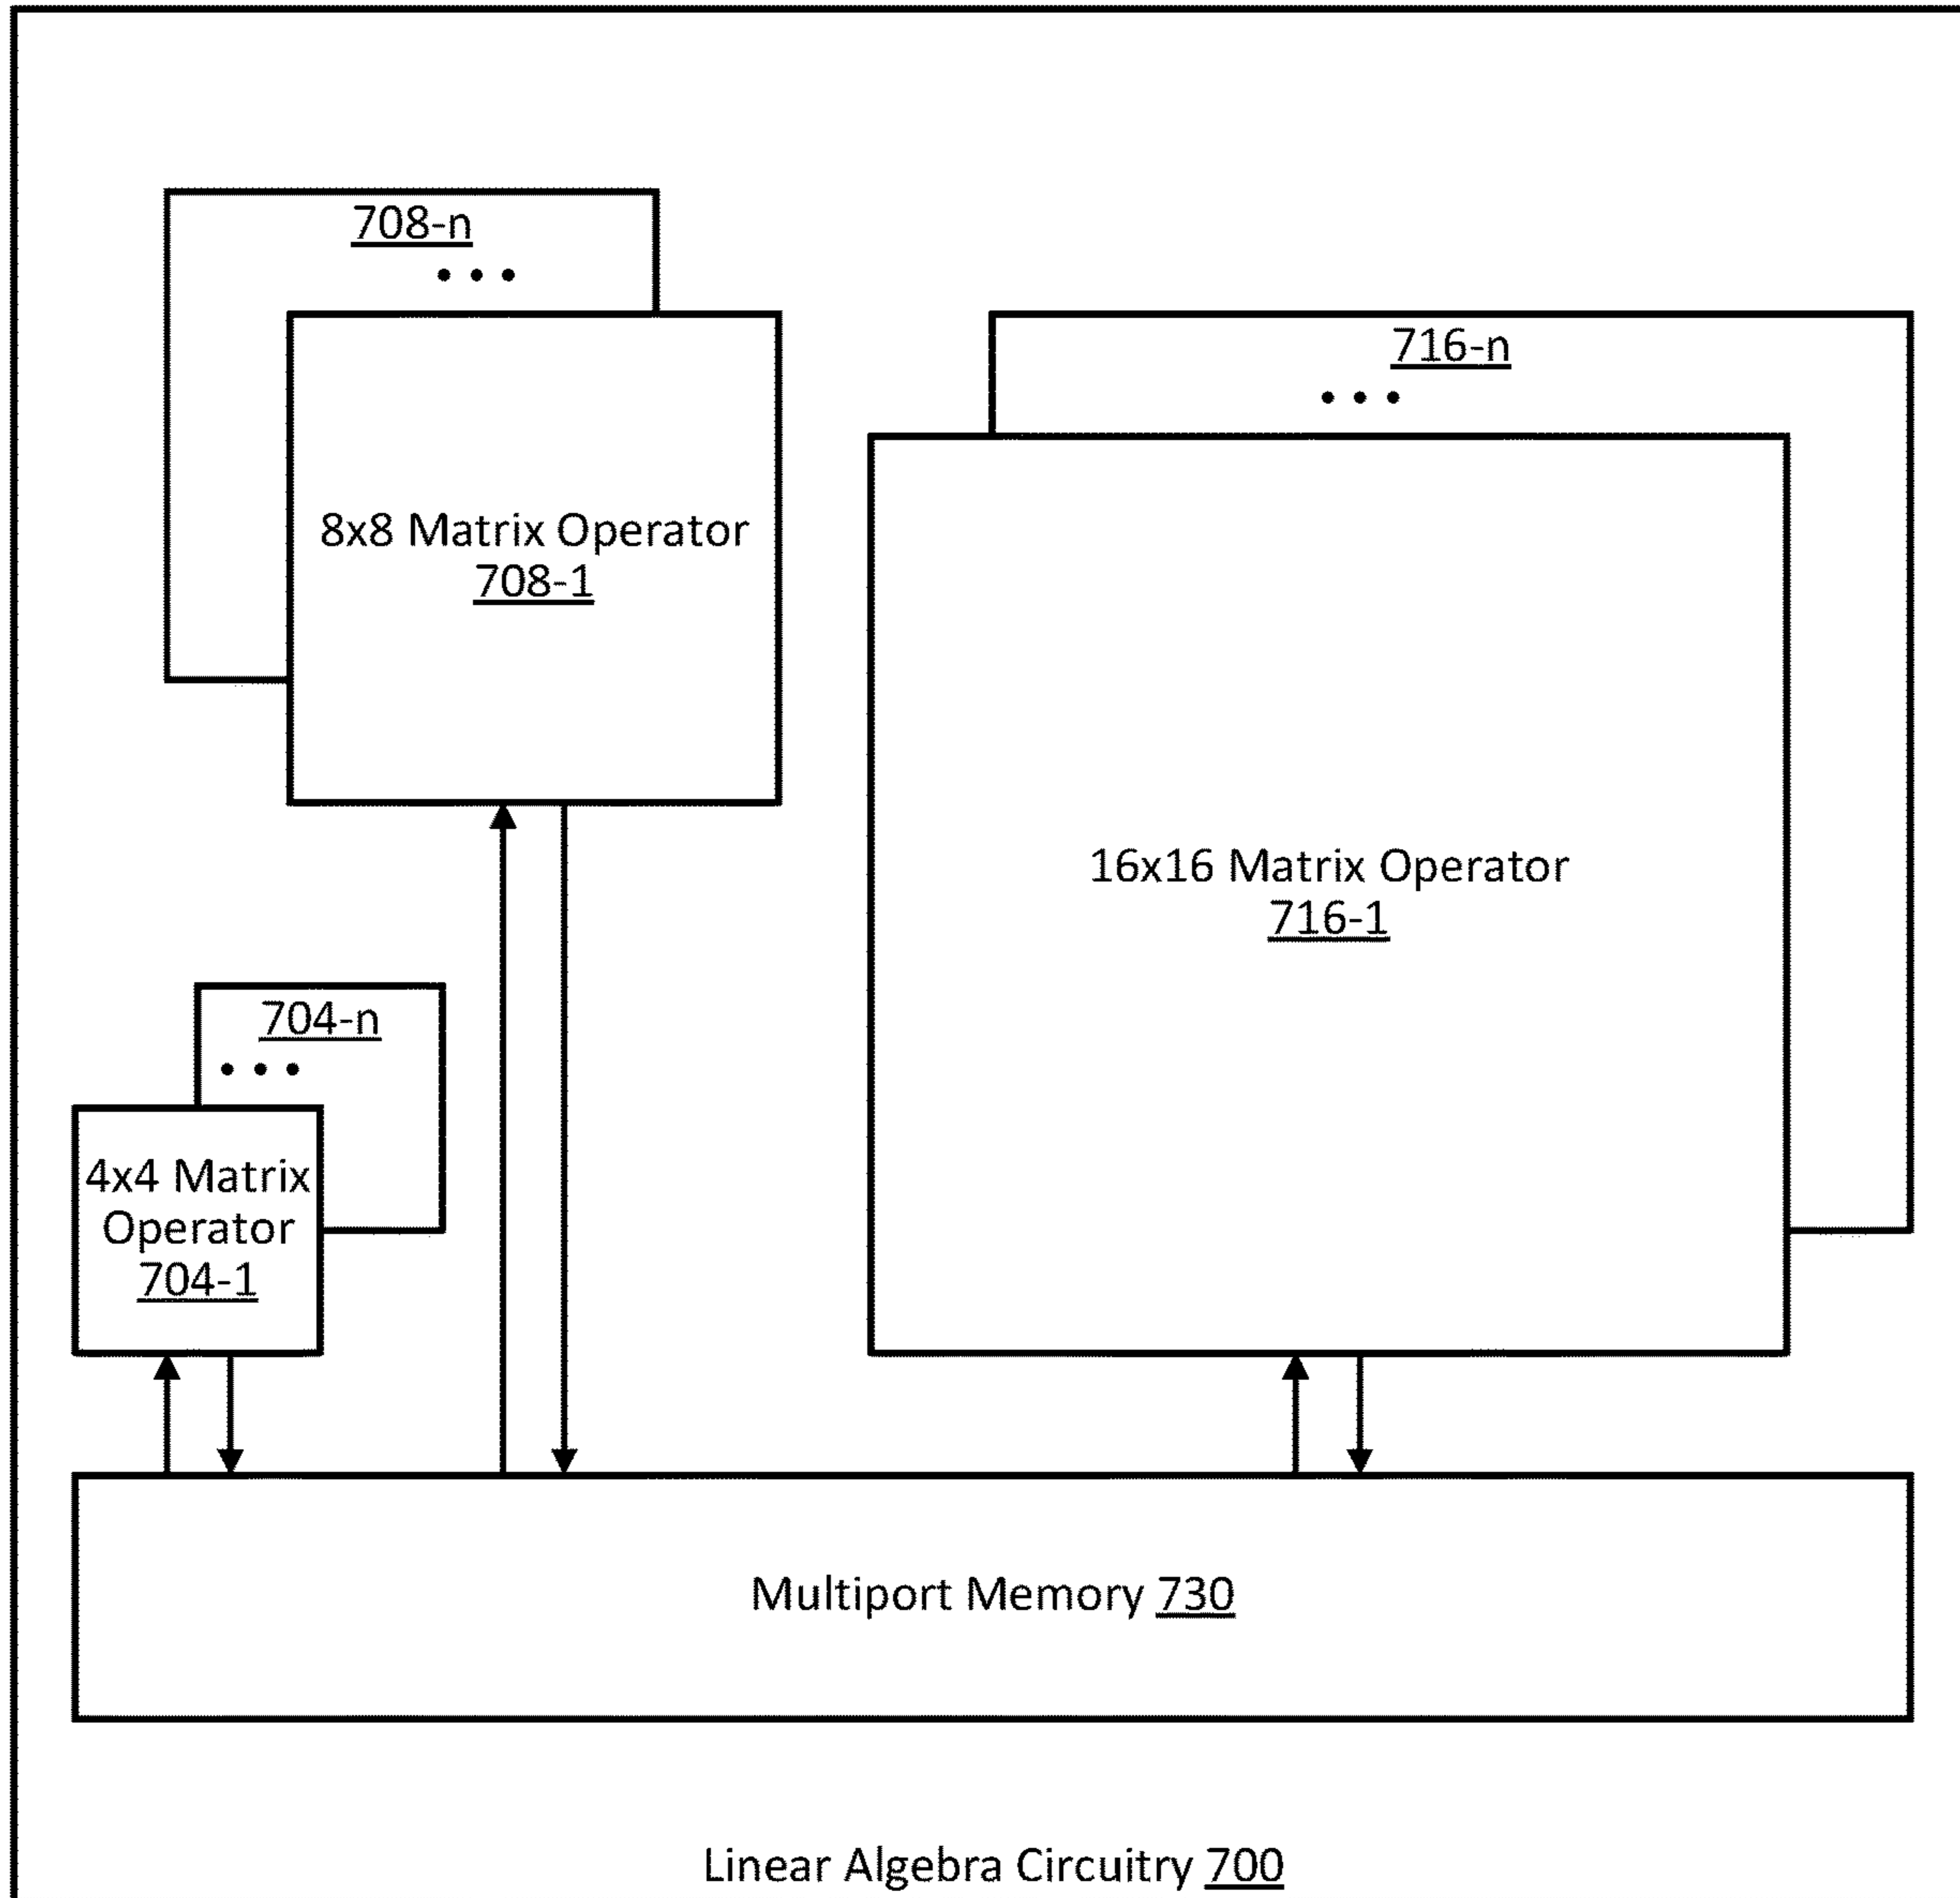 708-n
• • •
8x8 Matrix Operator
708-1
716-n
• • •
16x16 Matrix Operator
716-1
704-n
• • •
4x4 Matrix
Operator
704-1
Multiport Memory 730
Linear Algebra Circuitry 700